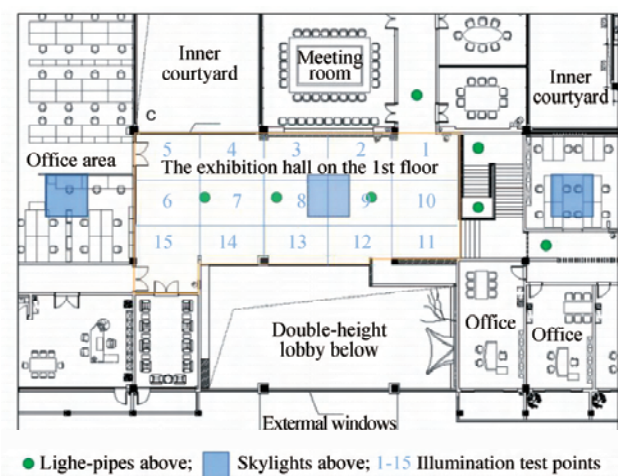 Inner
courtyard
Meeting
room
Inner
courtyard
C
Office area
5 4 3 2 1
The exhibition hall on the 1st floor
6 7 8 9 10
15 14 13 12 11
Double-height
lobby below
Office
Office
Extermal windows
Lighe-pipes above; Skylights above; 1-15 Illumination test points